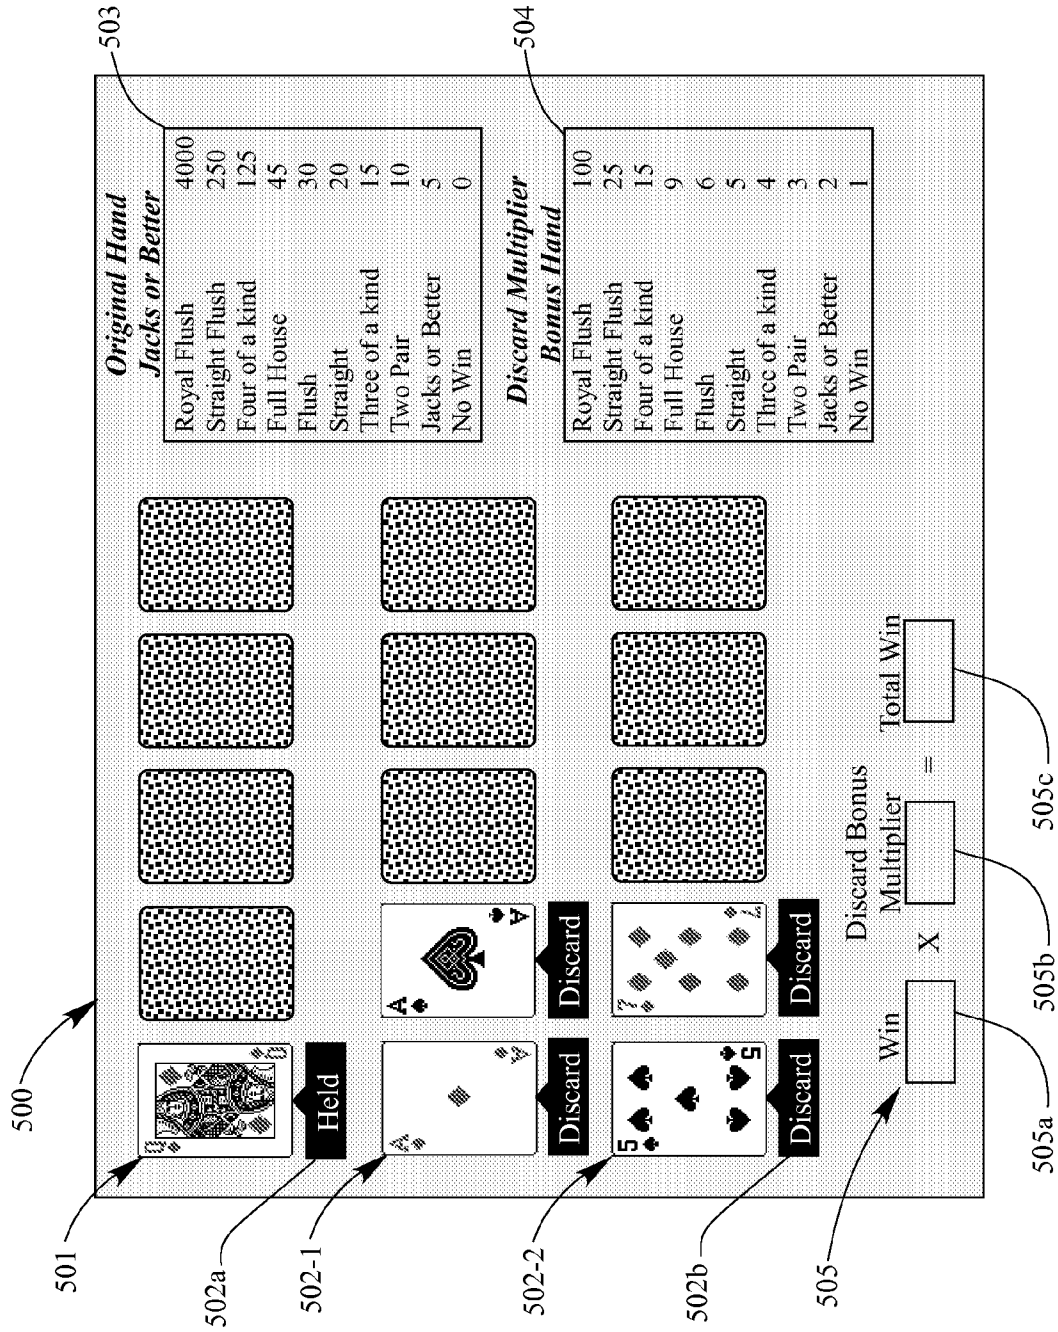 500
501
502a
502-1
502-2
502b
505
Q
Q
Held
A
A
A
A
Discard
Discard
5
5
7
7
Discard
Discard
Original Hand
Jacks or Better
Royal Flush 4000
Straight Flush 250
Four of a kind 125
Full House 45
Flush 30
Straight 20
Three of a kind 15
Two Pair 10
Jacks or Better 5
No Win 0
503
Discard Multiplier
Bonus Hand
Royal Flush 100
Straight Flush 25
Four of a kind 15
Full House 9
Flush 6
Straight 5
Three of a kind 4
Two Pair 3
Jacks or Better 2
No Win 1
504
Discard Bonus
Win Multiplier Total Win
X =
505a 505b 505c